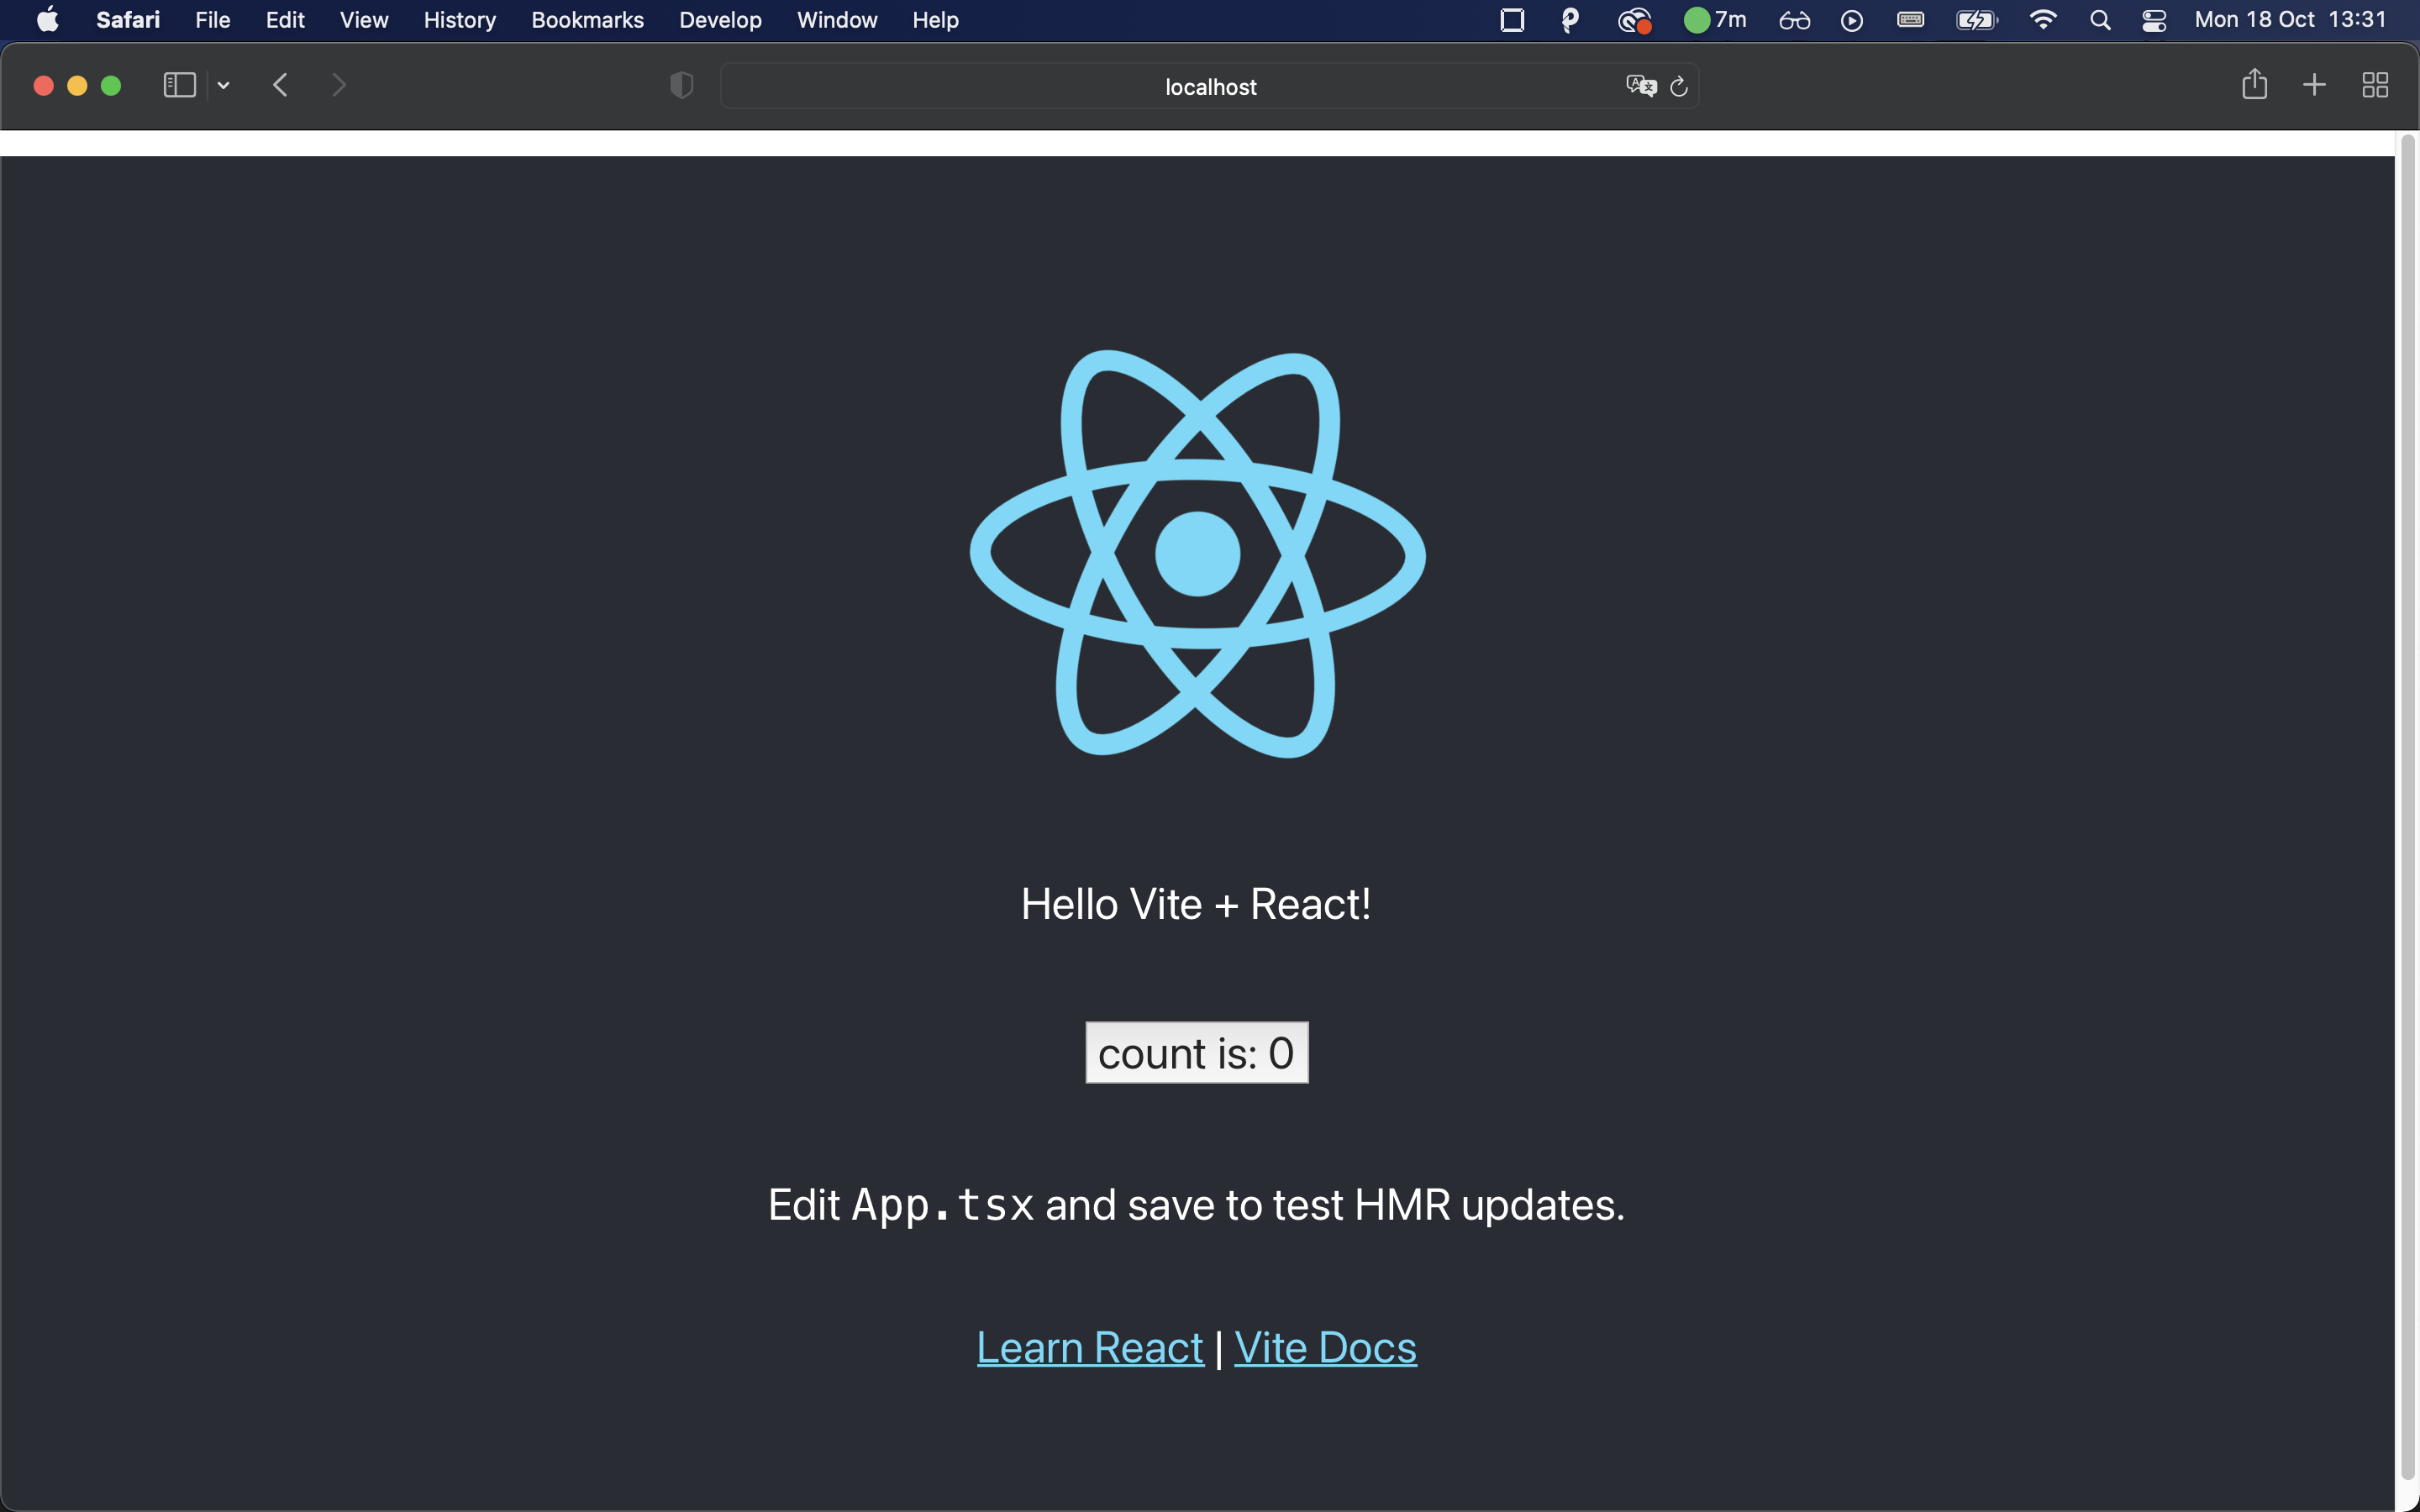 Safari File Edit View History Bookmarks Develop Window Help 7m Mon 18 Oct 13:31
localhost
Hello Vite + React!
count is: 0
Edit App.tsx and save to test HMR updates.
Learn React | Vite Docs